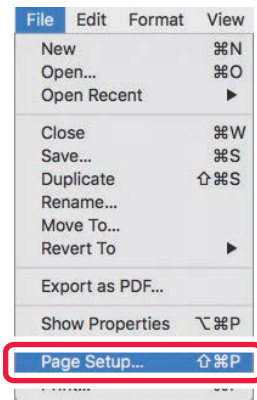 File Edit Format View
New ⌘N
Open... ⌘O
Open Recent ▶
Close ⌘W
Save... ⌘S
Duplicate ⇧⌘S
Rename...
Move To...
Revert To ▶
Export as PDF...
Show Properties ⌥⌘P
Page Setup... ⇧⌘P